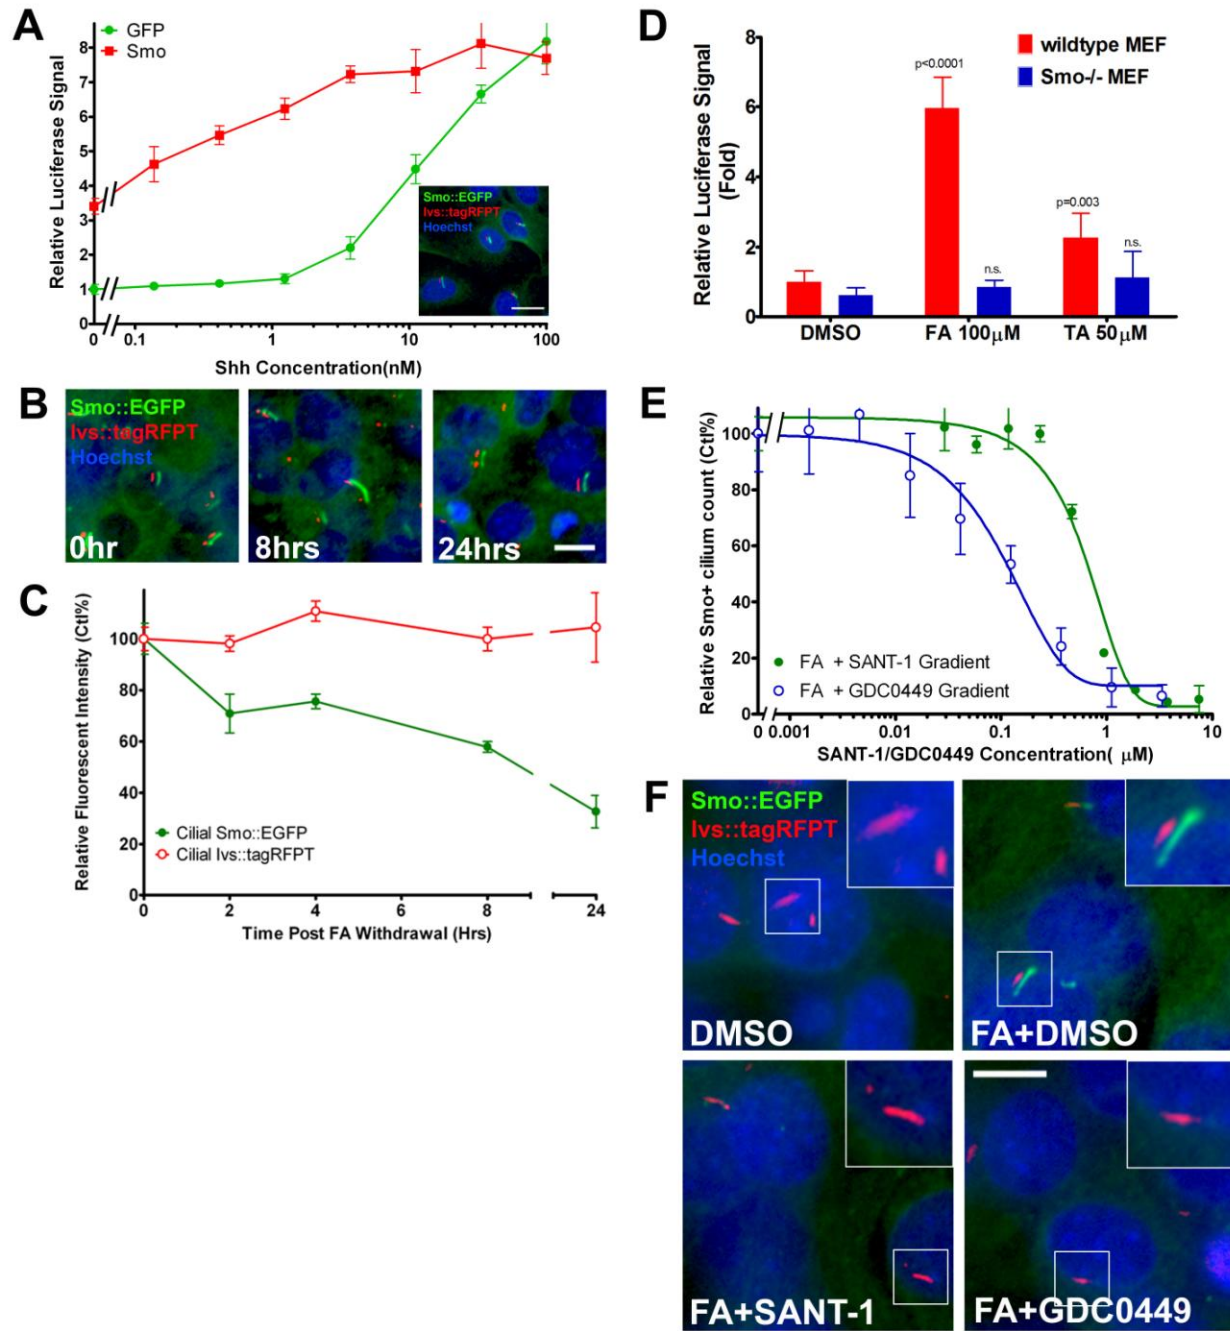 A
GFP
Smo
Relative Luciferase Signal
8
7
6
5
4
3
2
1
0
0 0.1 1 10 100
Shh Concentration(nM)
Smo::EGFP
Ivs::tagRFPT
Hoechst
B
Smo::EGFP
Ivs::tagRFPT
Hoechst
0hr
8hrs
24hrs
C
Relative Fluorescent Intensity (Ctl%)
100
80
60
40
20
0
Cilial Smo::EGFP
Cilial Ivs::tagRFPT
0 2 4 6 8 24
Time Post FA Withdrawal (Hrs)
D
Relative Luciferase Signal
(Fold)
8
6
4
2
0
wildtype MEF
Smo-/- MEF
p<0.0001
n.s.
p=0.003
n.s.
DMSO FA 100μM TA 50μM
E
Relative Smo+ cilium count (Ctl%)
100
80
60
40
20
0
FA + SANT-1 Gradient
FA + GDC0449 Gradient
0.001 0.01 0.1 1 10
SANT-1/GDC0449 Concentration( μM)
F
Smo::EGFP
Ivs::tagRFPT
Hoechst
DMSO
FA+DMSO
FA+SANT-1
FA+GDC0449